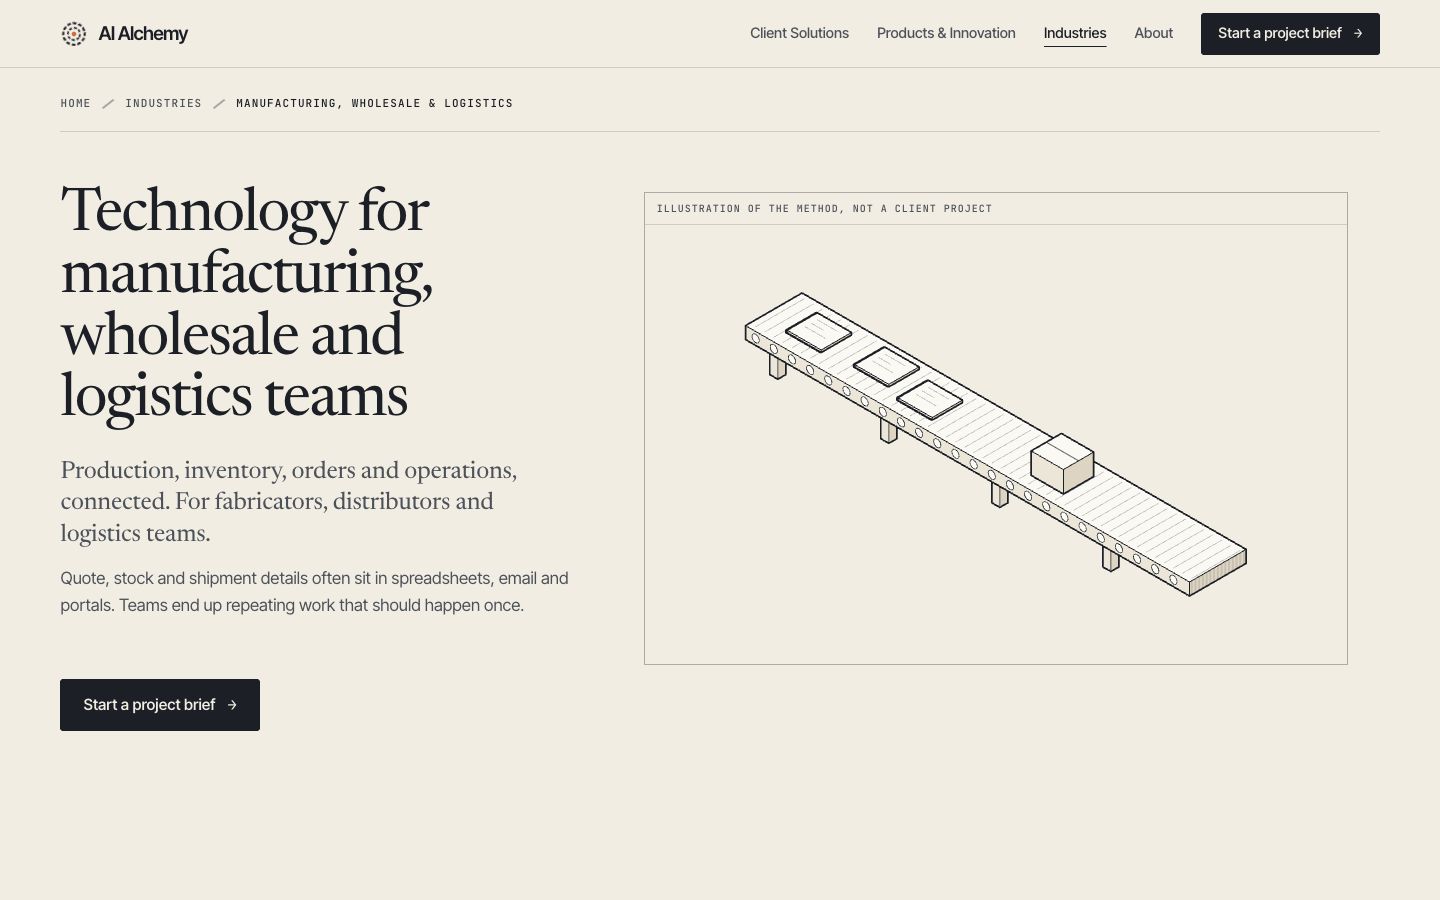 AI Alchemy
Client Solutions
Products & Innovation
Industries
About
Start a project brief →
HOME / INDUSTRIES / MANUFACTURING, WHOLESALE & LOGISTICS
Technology for
manufacturing,
wholesale and
logistics teams
Production, inventory, orders and operations,
connected. For fabricators, distributors and
logistics teams.
Quote, stock and shipment details often sit in spreadsheets, email and
portals. Teams end up repeating work that should happen once.
Start a project brief →
ILLUSTRATION OF THE METHOD, NOT A CLIENT PROJECT